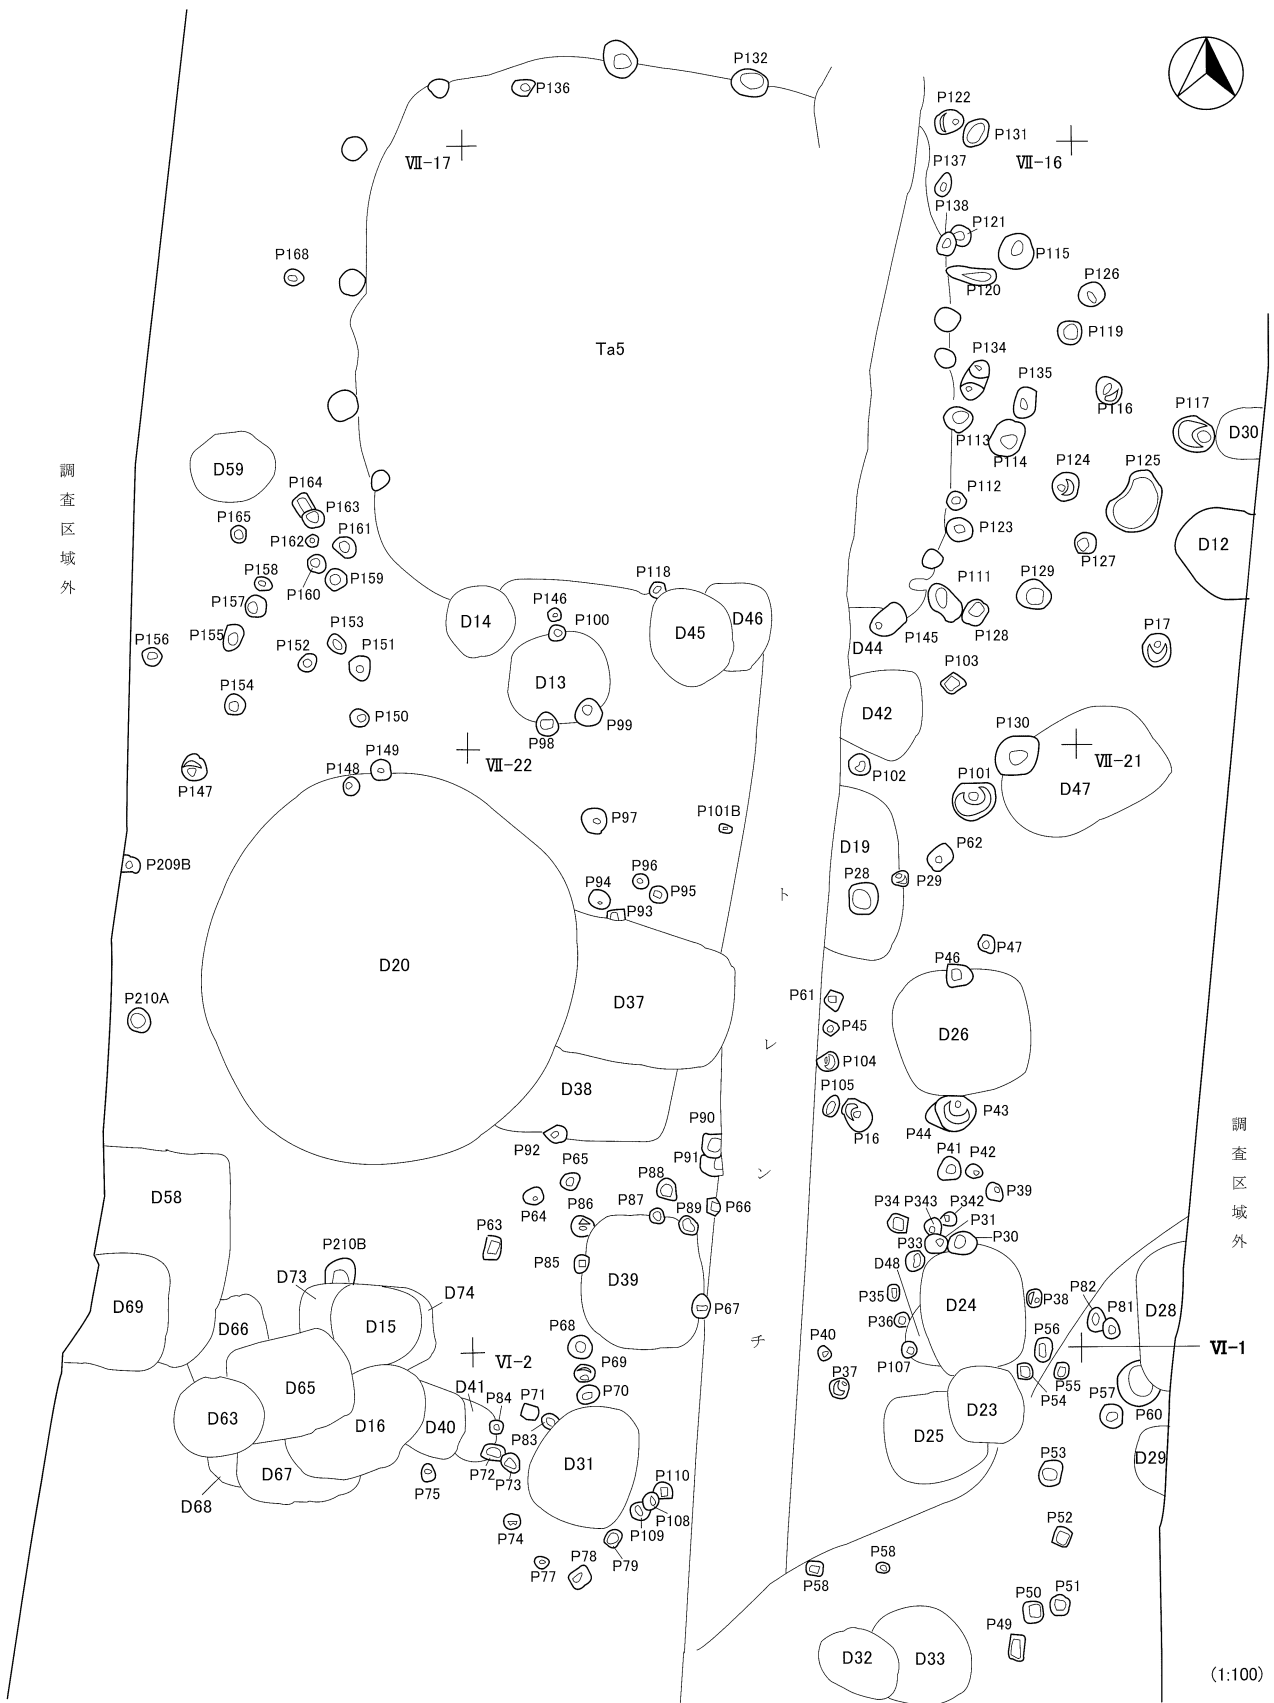 P132
P136
P122
P131
Ⅶ-17
Ⅶ-16
P137
P138
P121
P115
P168
P126
P120
P119
Ta5
P134
P135
P116
P117
D30
P113
P114
D59
P124
P125
調査区域外
P164
P112
P163
P165
P123
P162
P161
P127
D12
P158
P159
P118
P111
P129
P160
P157
P146
P100
D14
D46
D45
P156
P155
P153
P145
P128
P17
P152
P151
D44
P103
D13
P154
D42
P150
P99
P130
P98
P149
P148
Ⅶ-22
Ⅶ-21
P102
P101
P147
D47
P97
P101B
P62
D19
P209B
P96
P28
P29
P94
P95
P93
トレンチ
P47
P46
D20
P61
P210A
D37
P45
D26
P104
D38
P105
P43
P44
P16
P90
調査区域外
P92
P91
P65
P41
P42
D58
P88
P39
P64
P86
P87
P89
P66
P34
P343
P342
P63
P31
P30
P33
P210B
P85
D48
D73
D39
D74
P35
P38
P82
D69
D24
P81
D28
P67
D66
D15
P36
P68
P40
P56
Ⅵ-2
P107
Ⅵ-1
P69
P37
D65
D41
P70
P55
P54
P57
P84
P71
D63
D16
D40
D23
P60
P83
D25
D67
P72
P73
D31
P53
D29
D68
P75
P110
P108
P109
P52
P74
P79
P78
P77
P58
P58
P50
P51
P49
D32
D33
(1:100)